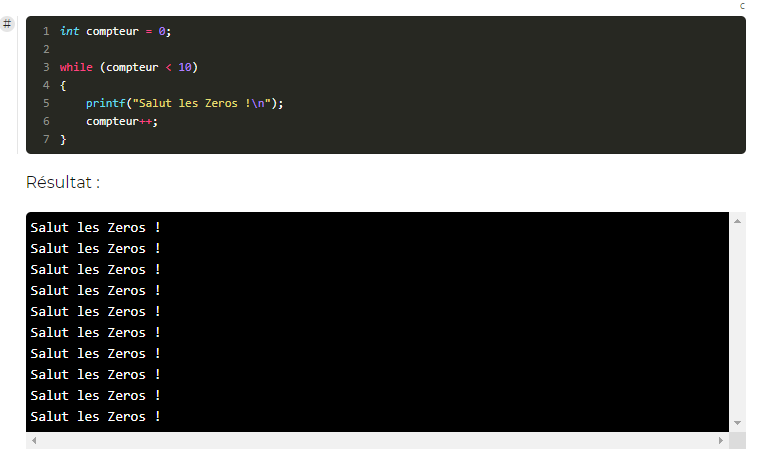 c
#
1 int compteur = 0;
2
3 while (compteur < 10)
4 {
5     printf("Salut les Zeros !\n");
6     compteur++;
7 }
Résultat :
Salut les Zeros !
Salut les Zeros !
Salut les Zeros !
Salut les Zeros !
Salut les Zeros !
Salut les Zeros !
Salut les Zeros !
Salut les Zeros !
Salut les Zeros !
Salut les Zeros !